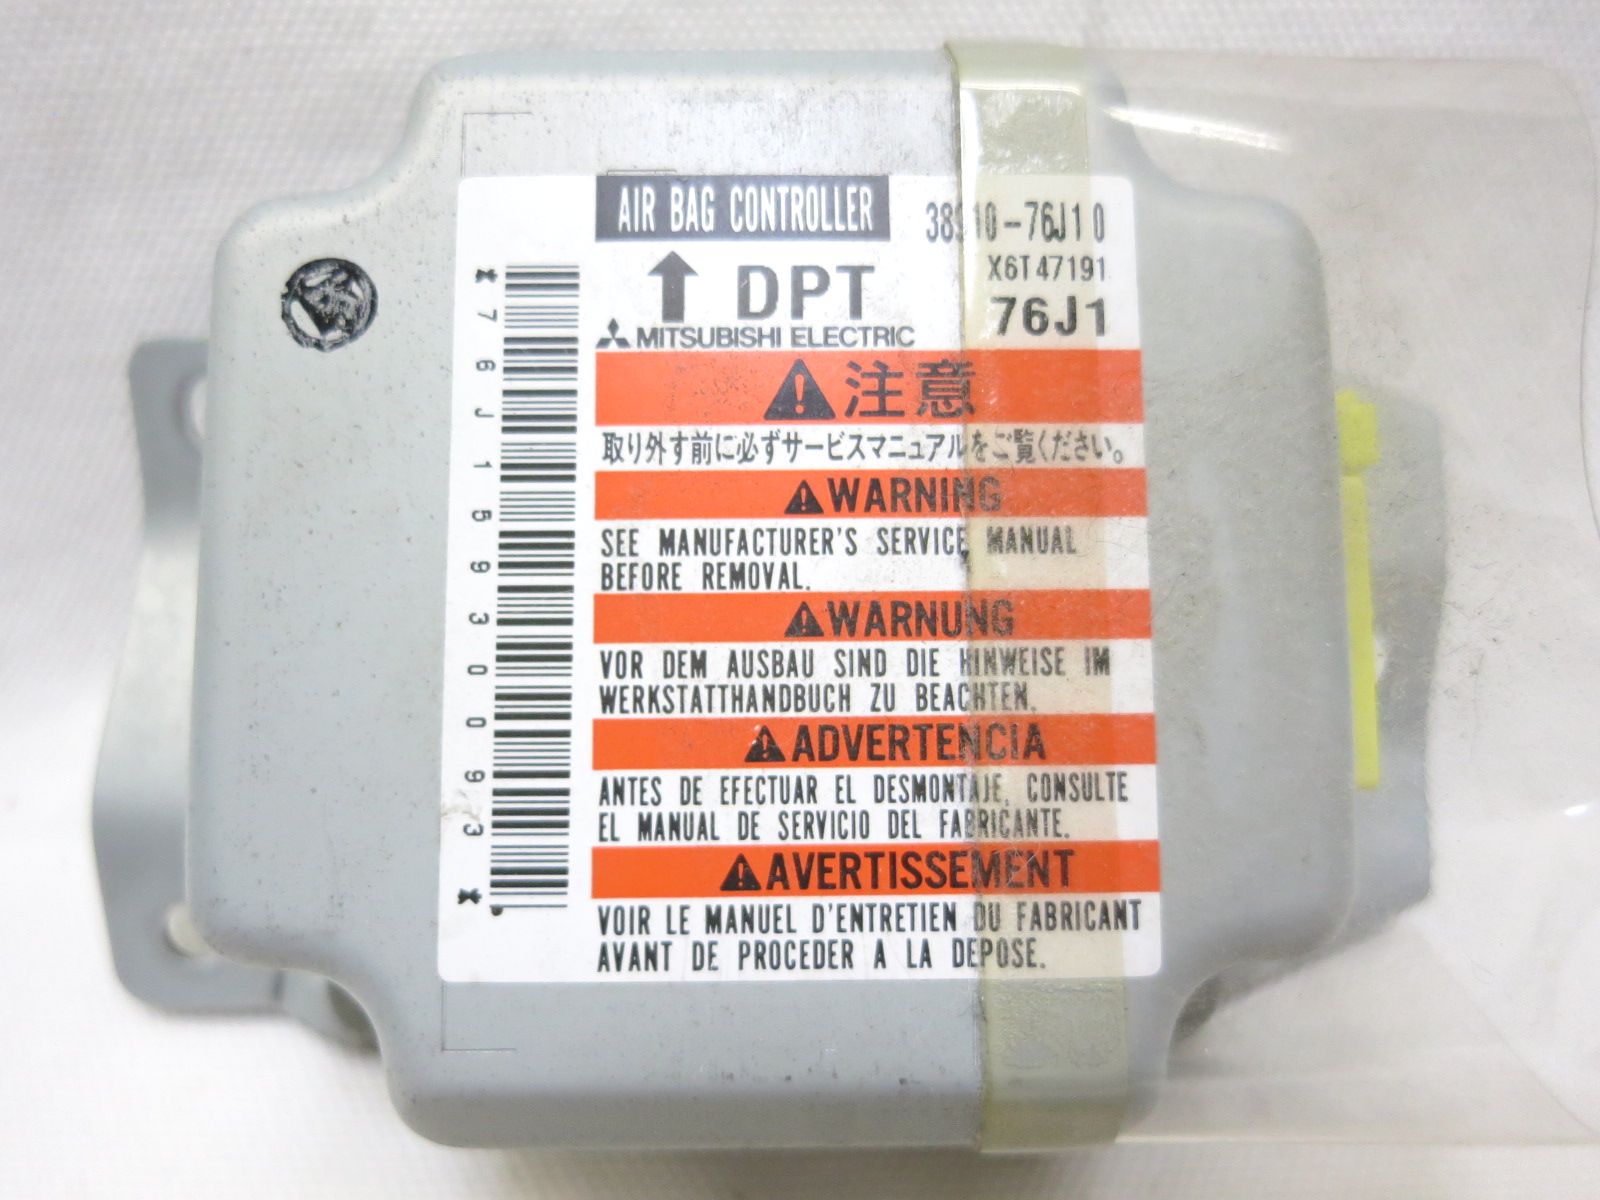 AIR BAG CONTROLLER
38910-76J10
DPT
X6T47191
76J1
MITSUBISHI ELECTRIC
注意
取り外す前に必ずサービスマニュアルをご覧ください。
WARNING
SEE MANUFACTURER'S SERVICE MANUAL
BEFORE REMOVAL.
WARNUNG
VOR DEM AUSBAU SIND DIE HINWEISE IM
WERKSTATTHANDBUCH ZU BEACHTEN.
ADVERTENCIA
ANTES DE EFECTUAR EL DESMONTAJE, CONSULTE
EL MANUAL DE SERVICIO DEL FABRICANTE.
AVERTISSEMENT
VOIR LE MANUEL D'ENTRETIEN DU FABRICANT
AVANT DE PROCEDER A LA DEPOSE.
*76J15930093*